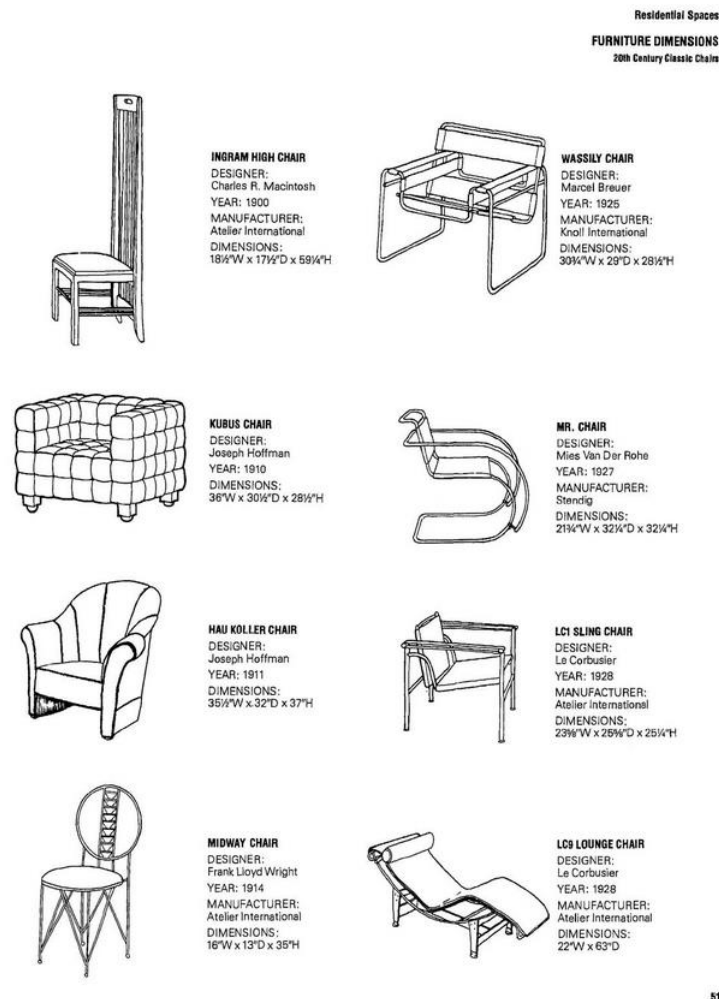 Residential Spaces
FURNITURE DIMENSIONS
20th Century Classic Chairs
INGRAM HIGH CHAIR
DESIGNER:
Charles R. Macintosh
YEAR: 1900
MANUFACTURER:
Atelier International
DIMENSIONS:
18½"W x 17½"D x 59¼"H
KUBUS CHAIR
DESIGNER:
Joseph Hoffman
YEAR: 1910
DIMENSIONS:
36"W x 30½"D x 28½"H
HAU KOLLER CHAIR
DESIGNER:
Joseph Hoffman
YEAR: 1911
DIMENSIONS:
35½"W x 32"D x 37"H
MIDWAY CHAIR
DESIGNER:
Frank Lloyd Wright
YEAR: 1914
MANUFACTURER:
Atelier International
DIMENSIONS:
16"W x 13"D x 35"H
WASSILY CHAIR
DESIGNER:
Marcel Breuer
YEAR: 1925
MANUFACTURER:
Knoll International
DIMENSIONS:
30¾"W x 29"D x 28½"H
MR. CHAIR
DESIGNER:
Mies Van Der Rohe
YEAR: 1927
MANUFACTURER:
Stendig
DIMENSIONS:
21¾"W x 32¼"D x 32¼"H
LC1 SLING CHAIR
DESIGNER:
Le Corbusier
YEAR: 1928
MANUFACTURER:
Atelier International
DIMENSIONS:
23⅝"W x 25⅝"D x 25¼"H
LC9 LOUNGE CHAIR
DESIGNER:
Le Corbusier
YEAR: 1928
MANUFACTURER:
Atelier International
DIMENSIONS:
22"W x 63"D
51